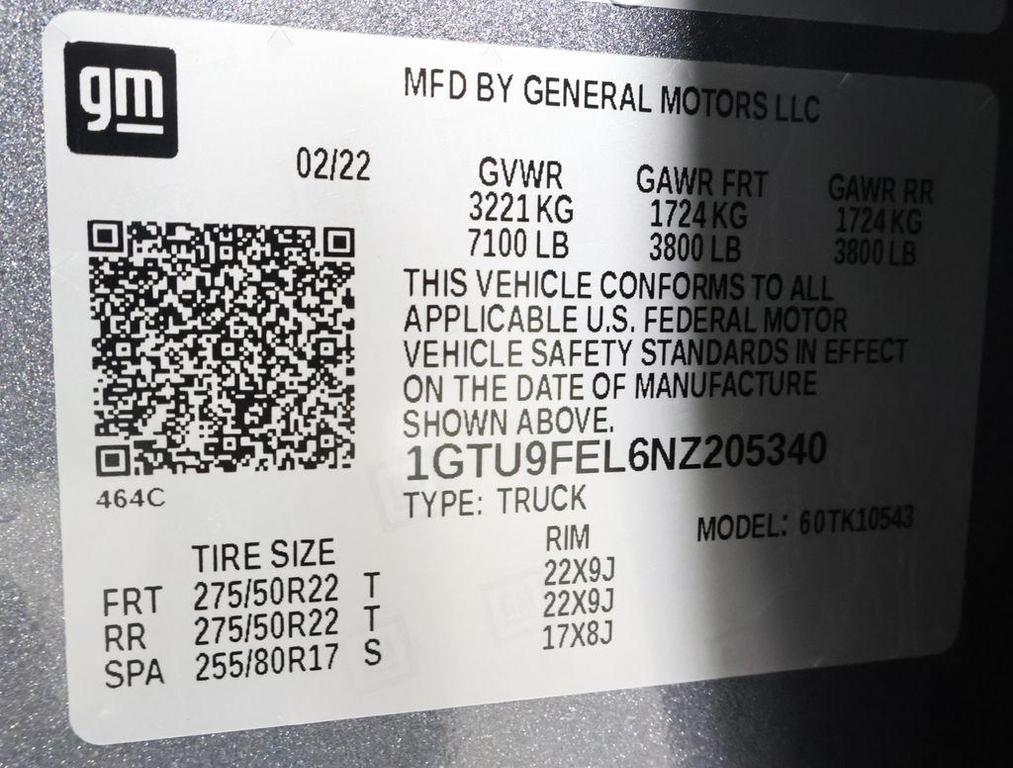 gm
MFD BY GENERAL MOTORS LLC
02/22 GVWR GAWR FRT GAWR RR
3221 KG 1724 KG 1724 KG
7100 LB 3800 LB 3800 LB
THIS VEHICLE CONFORMS TO ALL
APPLICABLE U.S. FEDERAL MOTOR
VEHICLE SAFETY STANDARDS IN EFFECT
ON THE DATE OF MANUFACTURE
SHOWN ABOVE.
1GTU9FEL6NZ205340
464C
TYPE: TRUCK
MODEL: 60TK10543
TIRE SIZE RIM
FRT 275/50R22 T 22X9J
RR 275/50R22 T 22X9J
SPA 255/80R17 S 17X8J